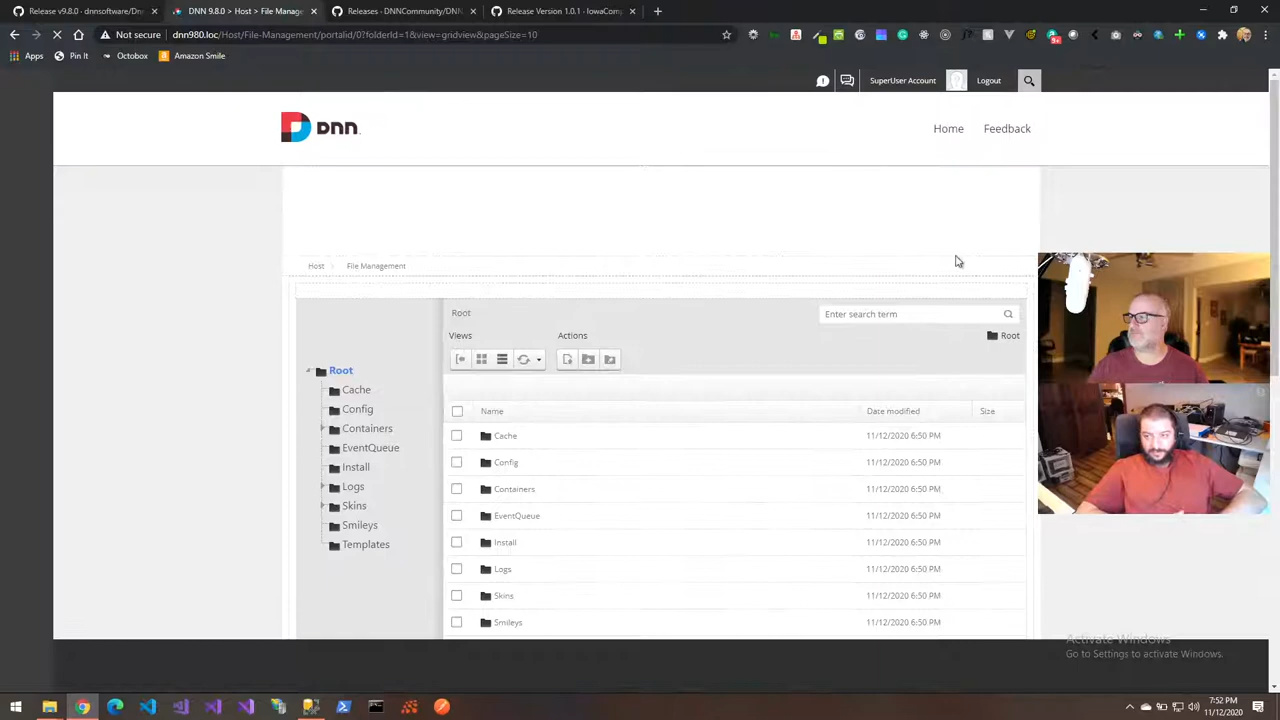 Release v9.8.0 · dnnsoftware/Dnn
DNN 9.8.0 > Host > File Manage
Releases · DNNCommunity/DNN
Release Version 1.0.1 · IowaComp
Not secure
dnn980.loc/Host/File-Management/portalid/0?folderId=1&view=gridview&pageSize=10
Apps
Pin It
Octobox
Amazon Smile
SuperUser Account
Logout
DNN
Home
Feedback
Host
File Management
Root
Enter search term
Views
Actions
Root
Root
Cache
Config
Containers
EventQueue
Install
Logs
Skins
Smileys
Templates
Name Date modified Size
Cache 11/12/2020 6:50 PM
Config 11/12/2020 6:50 PM
Containers 11/12/2020 6:50 PM
EventQueue 11/12/2020 6:50 PM
Install 11/12/2020 6:50 PM
Logs 11/12/2020 6:50 PM
Skins 11/12/2020 6:50 PM
Smileys 11/12/2020 6:50 PM
Activate Windows
Go to Settings to activate Windows.
7:52 PM
11/12/2020